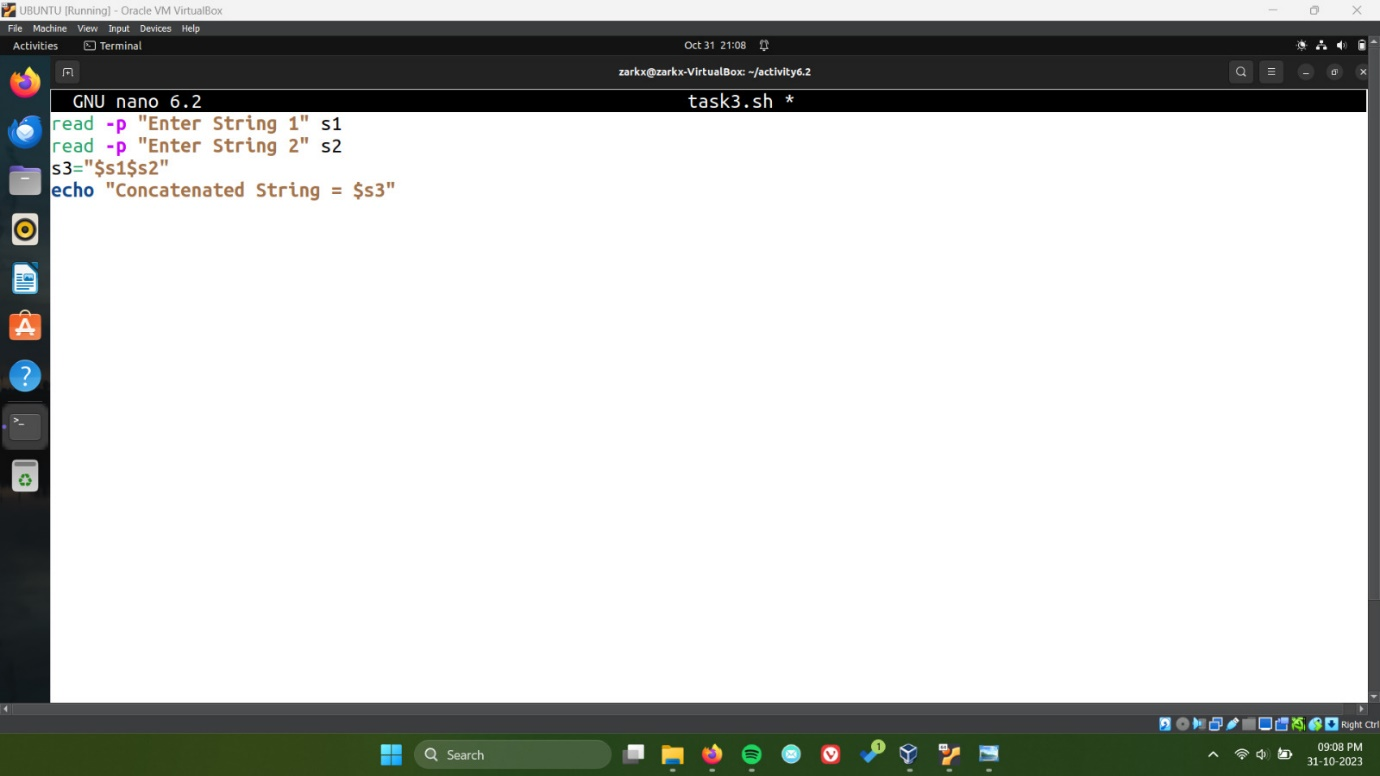 UBUNTU [Running] - Oracle VM VirtualBox
File Machine View Input Devices Help
Activities Terminal Oct 31 21:08
zarkx@zarkx-VirtualBox: ~/activity6.2
GNU nano 6.2 task3.sh *
read -p "Enter String 1" s1
read -p "Enter String 2" s2
s3="$s1$s2"
echo "Concatenated String = $s3"
Right Ctrl
Search
1
09:08 PM
31-10-2023